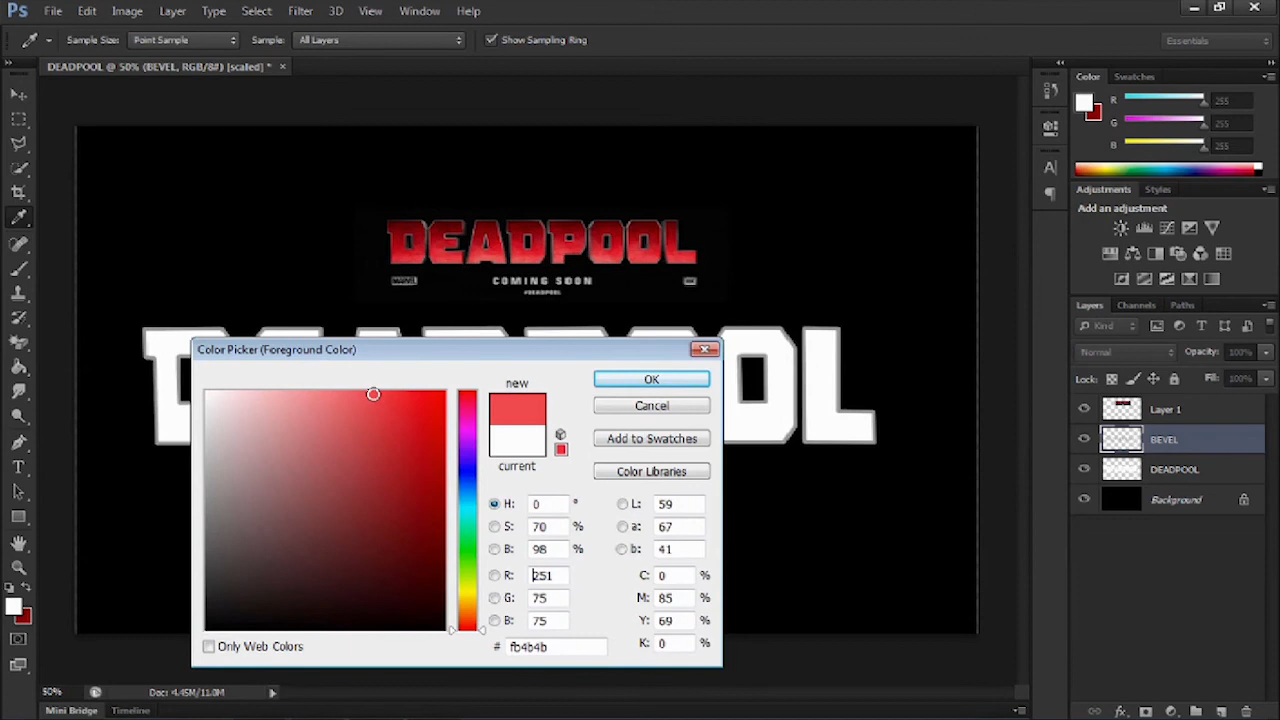 Ps File Edit Image Layer Type Select Filter 3D View Window Help
Sample Size: Point Sample Sample: All Layers Show Sampling Ring Essentials
DEADPOOL @ 50% (BEVEL, RGB/8#) [scaled] * ×
Color Swatches
R 255
G 255
B 255
Adjustments Styles
Add an adjustment
DEADPOOL
MARVEL COMING SOON
#DEADPOOL
DEADPOOL
Layers Channels Paths
Kind
Normal Opacity: 100%
Lock: Fill: 100%
Layer 1
BEVEL
DEADPOOL
Background
Color Picker (Foreground Color)
new
current
OK
Cancel
Add to Swatches
Color Libraries
H: 0 °
S: 70 %
B: 98 %
R: 251
G: 75
B: 75
# fb4b4b
L: 59
a: 67
b: 41
C: 0 %
M: 85 %
Y: 69 %
K: 0 %
Only Web Colors
50% Doc: 4.45M/11.0M
Mini Bridge Timeline